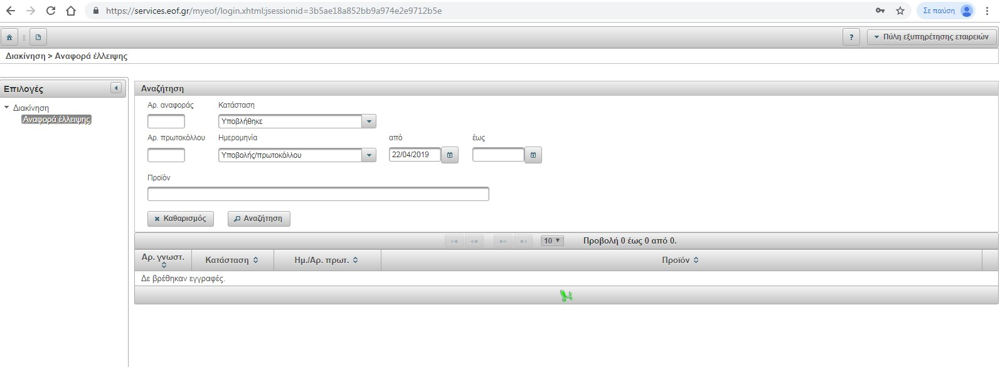 https://services.eof.gr/myeof/login.xhtml;jsessionid=3b5ae18a852bb9a974e2e9712b5e
Σε παύση
? Πύλη εξυπηρέτησης εταιρειών
Διακίνηση > Αναφορά έλλειψης
Επιλογές
Διακίνηση
Αναφορά έλλειψης
Αναζήτηση
Αρ. αναφοράς Κατάσταση
Υποβλήθηκε
Αρ. πρωτοκόλλου Ημερομηνία από έως
Υποβολής/πρωτοκόλλου 22/04/2019
Προϊόν
Καθαρισμός Αναζήτηση
10 Προβολή 0 έως 0 από 0.
Αρ. γνωστ. Κατάσταση Ημ./Αρ. πρωτ. Προϊόν
Δε βρέθηκαν εγγραφές.